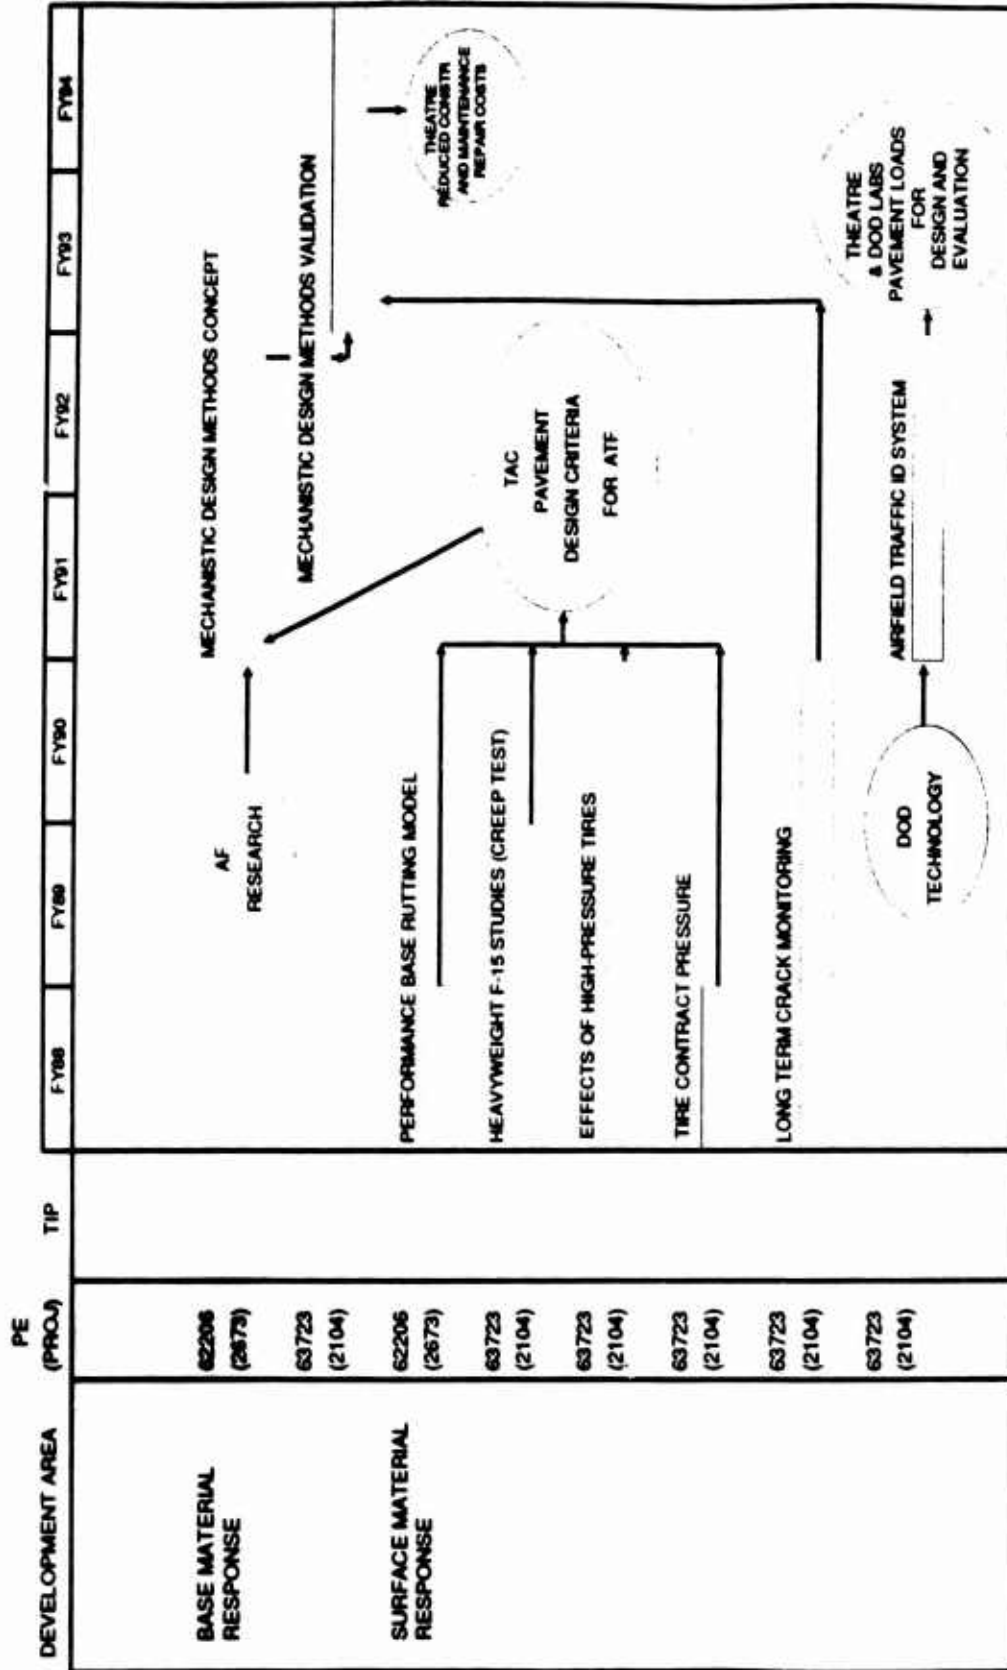 PE
DEVELOPMENT AREA (PROJ) TIP FY88 FY89 FY90 FY91 FY92 FY93 FY94
BASE MATERIAL
RESPONSE
62206
(2673)
AF
RESEARCH
MECHANISTIC DESIGN METHODS CONCEPT
63723
(2104)
MECHANISTIC DESIGN METHODS VALIDATION
THEATRE
REDUCED CONSTR
AND MAINTENANCE
REPAIR COSTS
SURFACE MATERIAL
RESPONSE
62206
(2673)
PERFORMANCE BASE RUTTING MODEL
63723
(2104)
HEAVYWEIGHT F-15 STUDIES (CREEP TEST)
TAC
PAVEMENT
DESIGN CRITERIA
FOR ATF
63723
(2104)
EFFECTS OF HIGH-PRESSURE TIRES
63723
(2104)
TIRE CONTRACT PRESSURE
63723
(2104)
LONG TERM CRACK MONITORING
63723
(2104)
DOD
TECHNOLOGY
AIRFIELD TRAFFIC ID SYSTEM
THEATRE
& DOD LABS
PAVEMENT LOADS
FOR
DESIGN AND
EVALUATION